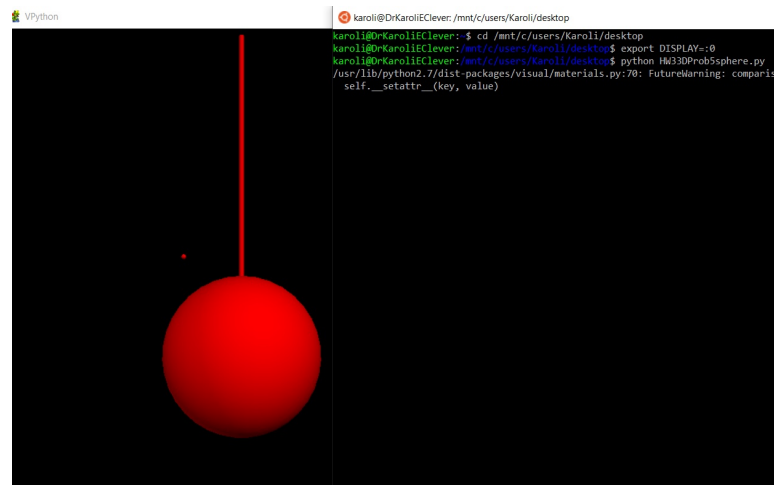 VPython
karoli@DrKaroliEClever: /mnt/c/users/Karoli/desktop
karoli@DrKaroliEClever:~$ cd /mnt/c/users/Karoli/desktop
karoli@DrKaroliEClever:/mnt/c/users/Karoli/desktop$ export DISPLAY=:0
karoli@DrKaroliEClever:/mnt/c/users/Karoli/desktop$ python HW33DProb5sphere.py
/usr/lib/python2.7/dist-packages/visual/materials.py:70: FutureWarning: comparis
self.__setattr__(key, value)